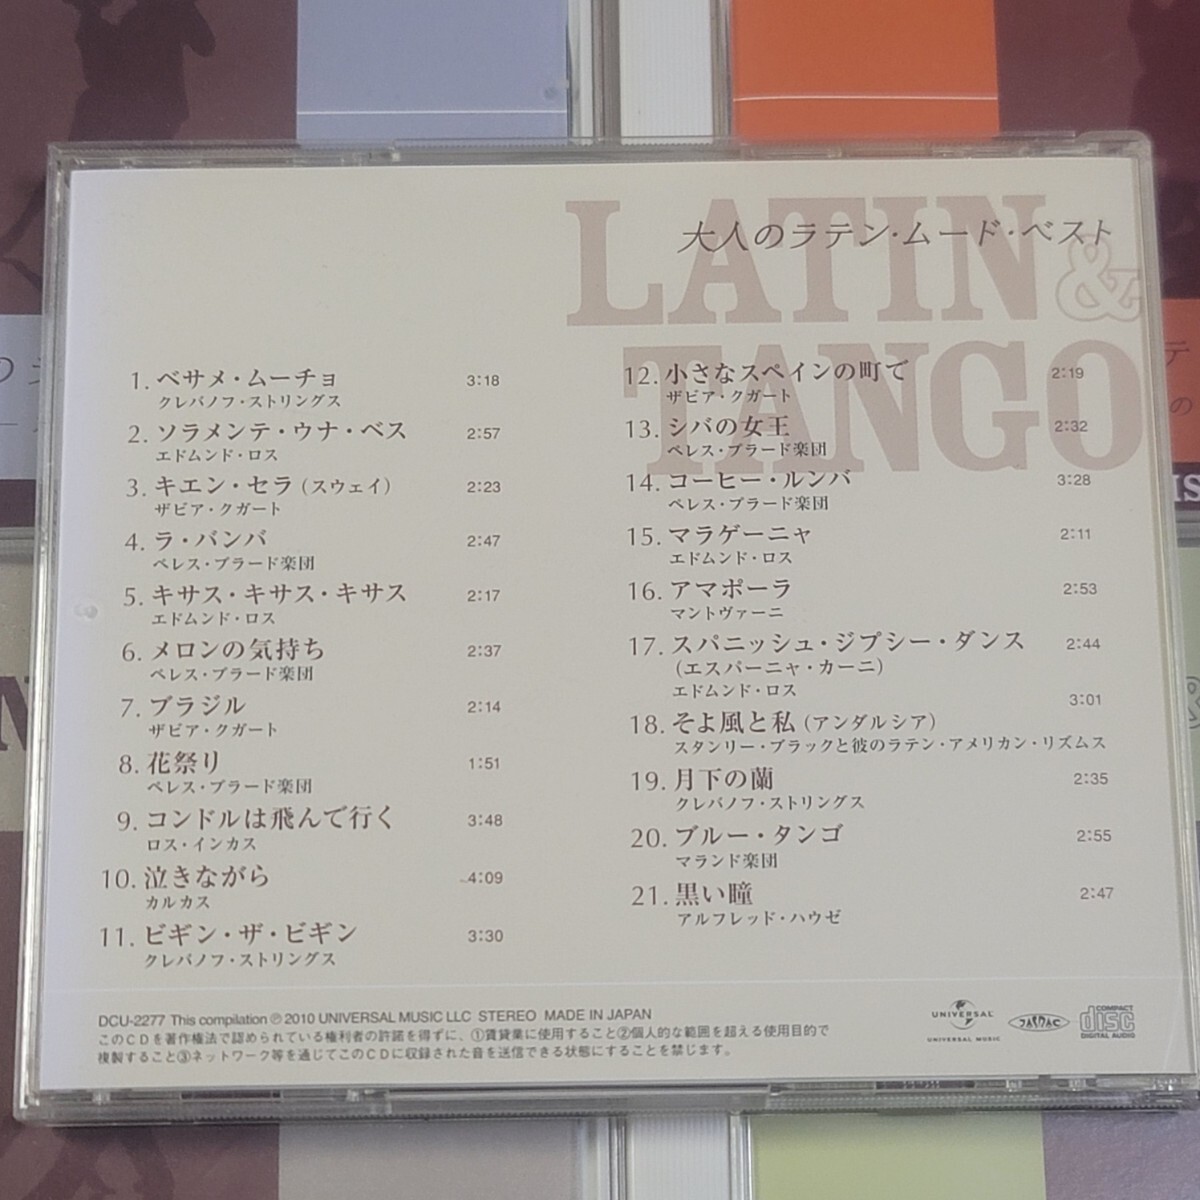 LATIN & TANGO
大人のラテン・ムード・ベスト
1. ベサメ・ムーチョ 3:18
クレバノフ・ストリングス
2. ソラメンテ・ウナ・ベス 2:57
エドムンド・ロス
3. キエン・セラ（スウェイ） 2:23
ザビア・クガート
4. ラ・バンバ 2:47
ペレス・プラード楽団
5. キサス・キサス・キサス 2:17
エドムンド・ロス
6. メロンの気持ち 2:37
ペレス・プラード楽団
7. ブラジル 2:14
ザビア・クガート
8. 花祭り 1:51
ペレス・プラード楽団
9. コンドルは飛んで行く 3:48
ロス・インカス
10. 泣きながら 4:09
カルカス
11. ビギン・ザ・ビギン 3:30
クレバノフ・ストリングス
12. 小さなスペインの町で 2:19
ザビア・クガート
13. シバの女王 2:32
ペレス・プラード楽団
14. コーヒー・ルンバ 3:28
ペレス・プラード楽団
15. マラゲーニャ 2:11
エドムンド・ロス
16. アマポーラ 2:53
マントヴァーニ
17. スパニッシュ・ジプシー・ダンス 2:44
（エスパーニャ・カーニ）
エドムンド・ロス
18. そよ風と私（アンダルシア） 3:01
スタンリー・ブラックと彼のラテン・アメリカン・リズムス
19. 月下の蘭 2:35
クレバノフ・ストリングス
20. ブルー・タンゴ 2:55
マランド楽団
21. 黒い瞳 2:47
アルフレッド・ハウゼ
DCU-2277 This compilation ℗ 2010 UNIVERSAL MUSIC LLC STEREO MADE IN JAPAN
このCDを著作権法で認められている権利者の許諾を得ずに、①賃貸業に使用すること②個人的な範囲を超える使用目的で
複製すること③ネットワーク等を通じてこのCDに収録された音を送信できる状態にすることを禁じます。
UNIVERSAL
UNIVERSAL MUSIC
JASRAC
COMPACT
disc
DIGITAL AUDIO